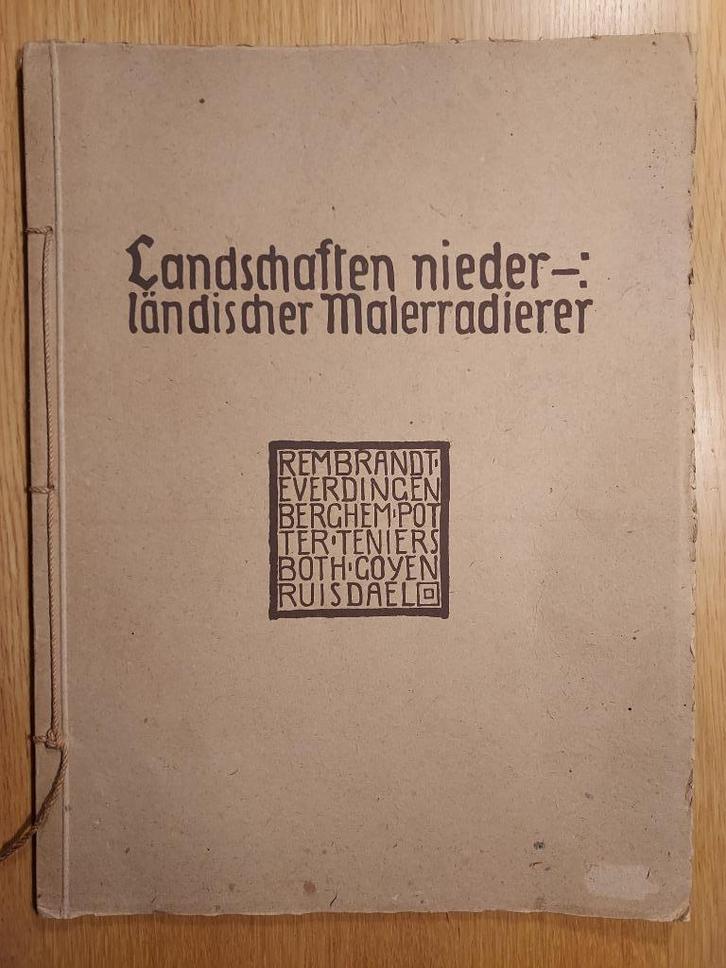 Landschaften nieder-:
ländischer Malerradierer
REMBRANDT·
EVERDINGEN
BERGHEM·POT
TER·TENIERS
BOTH·GOYEN
RUISDAEL